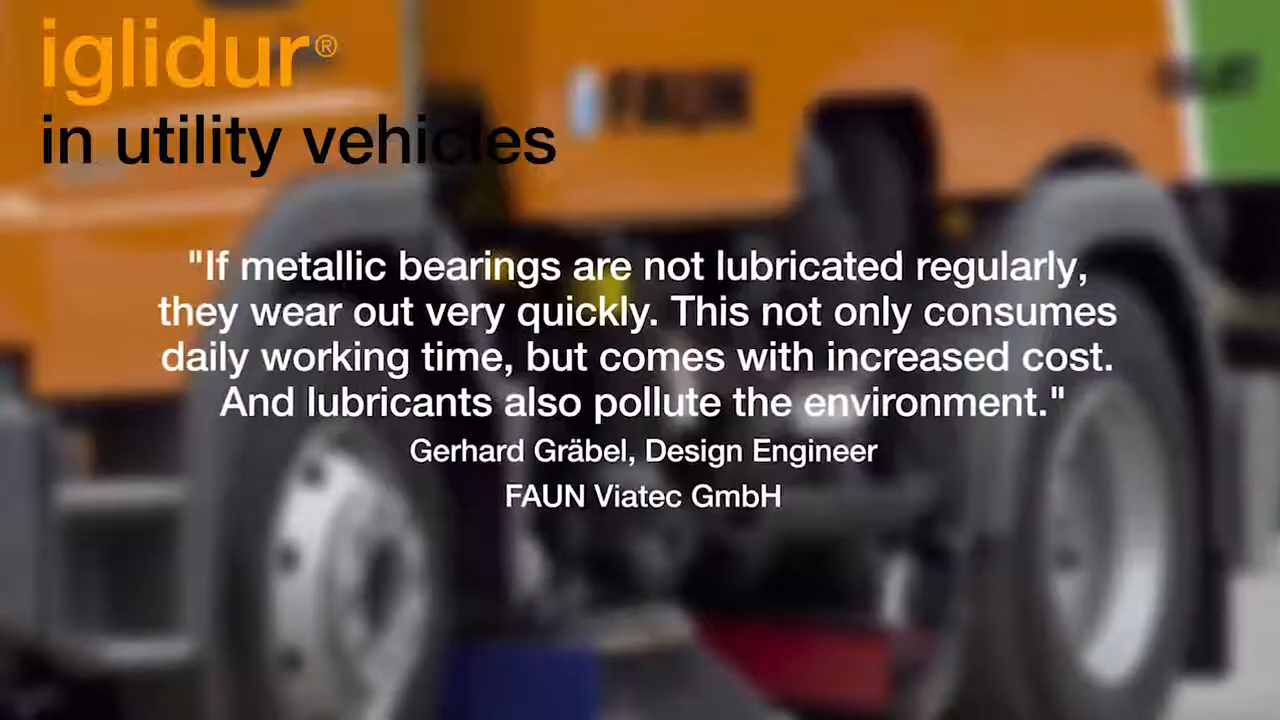 iglidur®
in utility vehicles
FAUN
"If metallic bearings are not lubricated regularly,
they wear out very quickly. This not only consumes
daily working time, but comes with increased cost.
And lubricants also pollute the environment."
Gerhard Gräbel, Design Engineer
FAUN Viatec GmbH